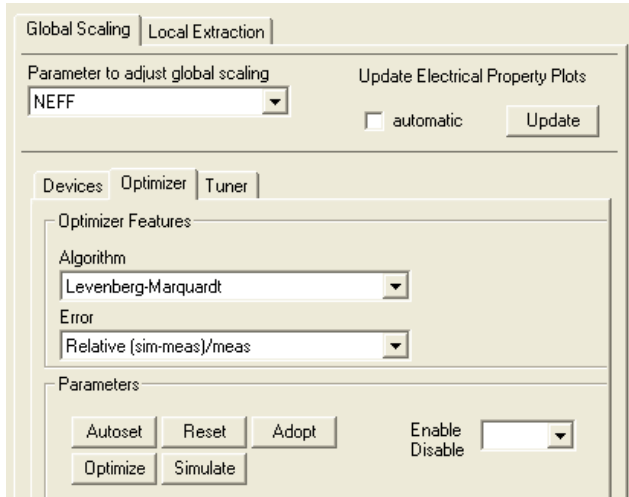 Global Scaling Local Extraction
Parameter to adjust global scaling
NEFF
Update Electrical Property Plots
automatic Update
Devices Optimizer Tuner
Optimizer Features
Algorithm
Levenberg-Marquardt
Error
Relative (sim-meas)/meas
Parameters
Autoset Reset Adopt
Optimize Simulate
Enable
Disable